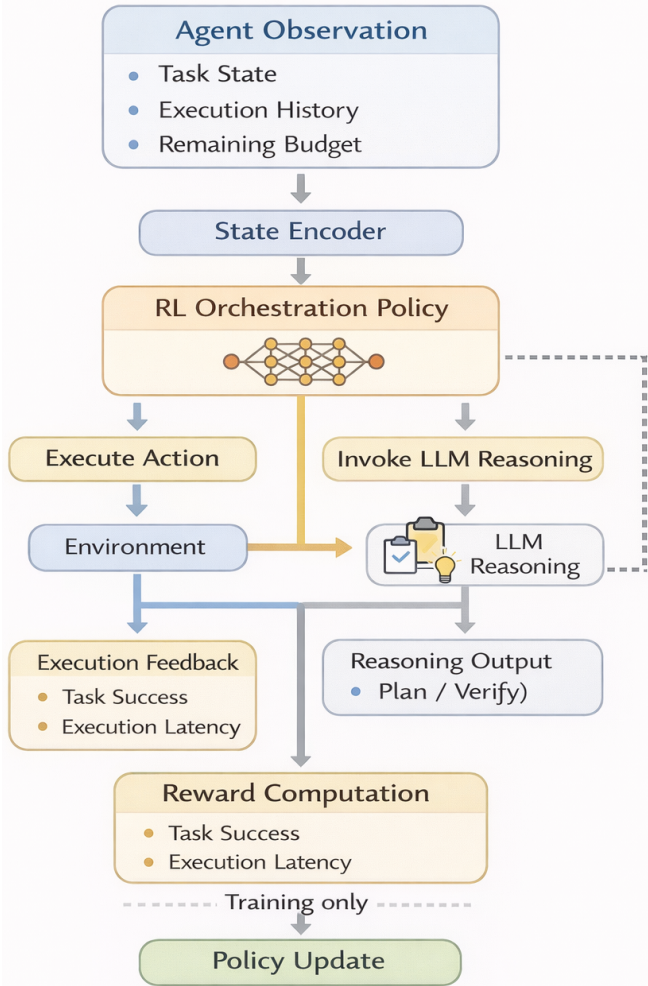 Agent Observation
Task State
Execution History
Remaining Budget
State Encoder
RL Orchestration Policy
Execute Action
Invoke LLM Reasoning
Environment
LLM
Reasoning
Execution Feedback
Task Success
Execution Latency
Reasoning Output
Plan / Verify)
Reward Computation
Task Success
Execution Latency
Training only
Policy Update